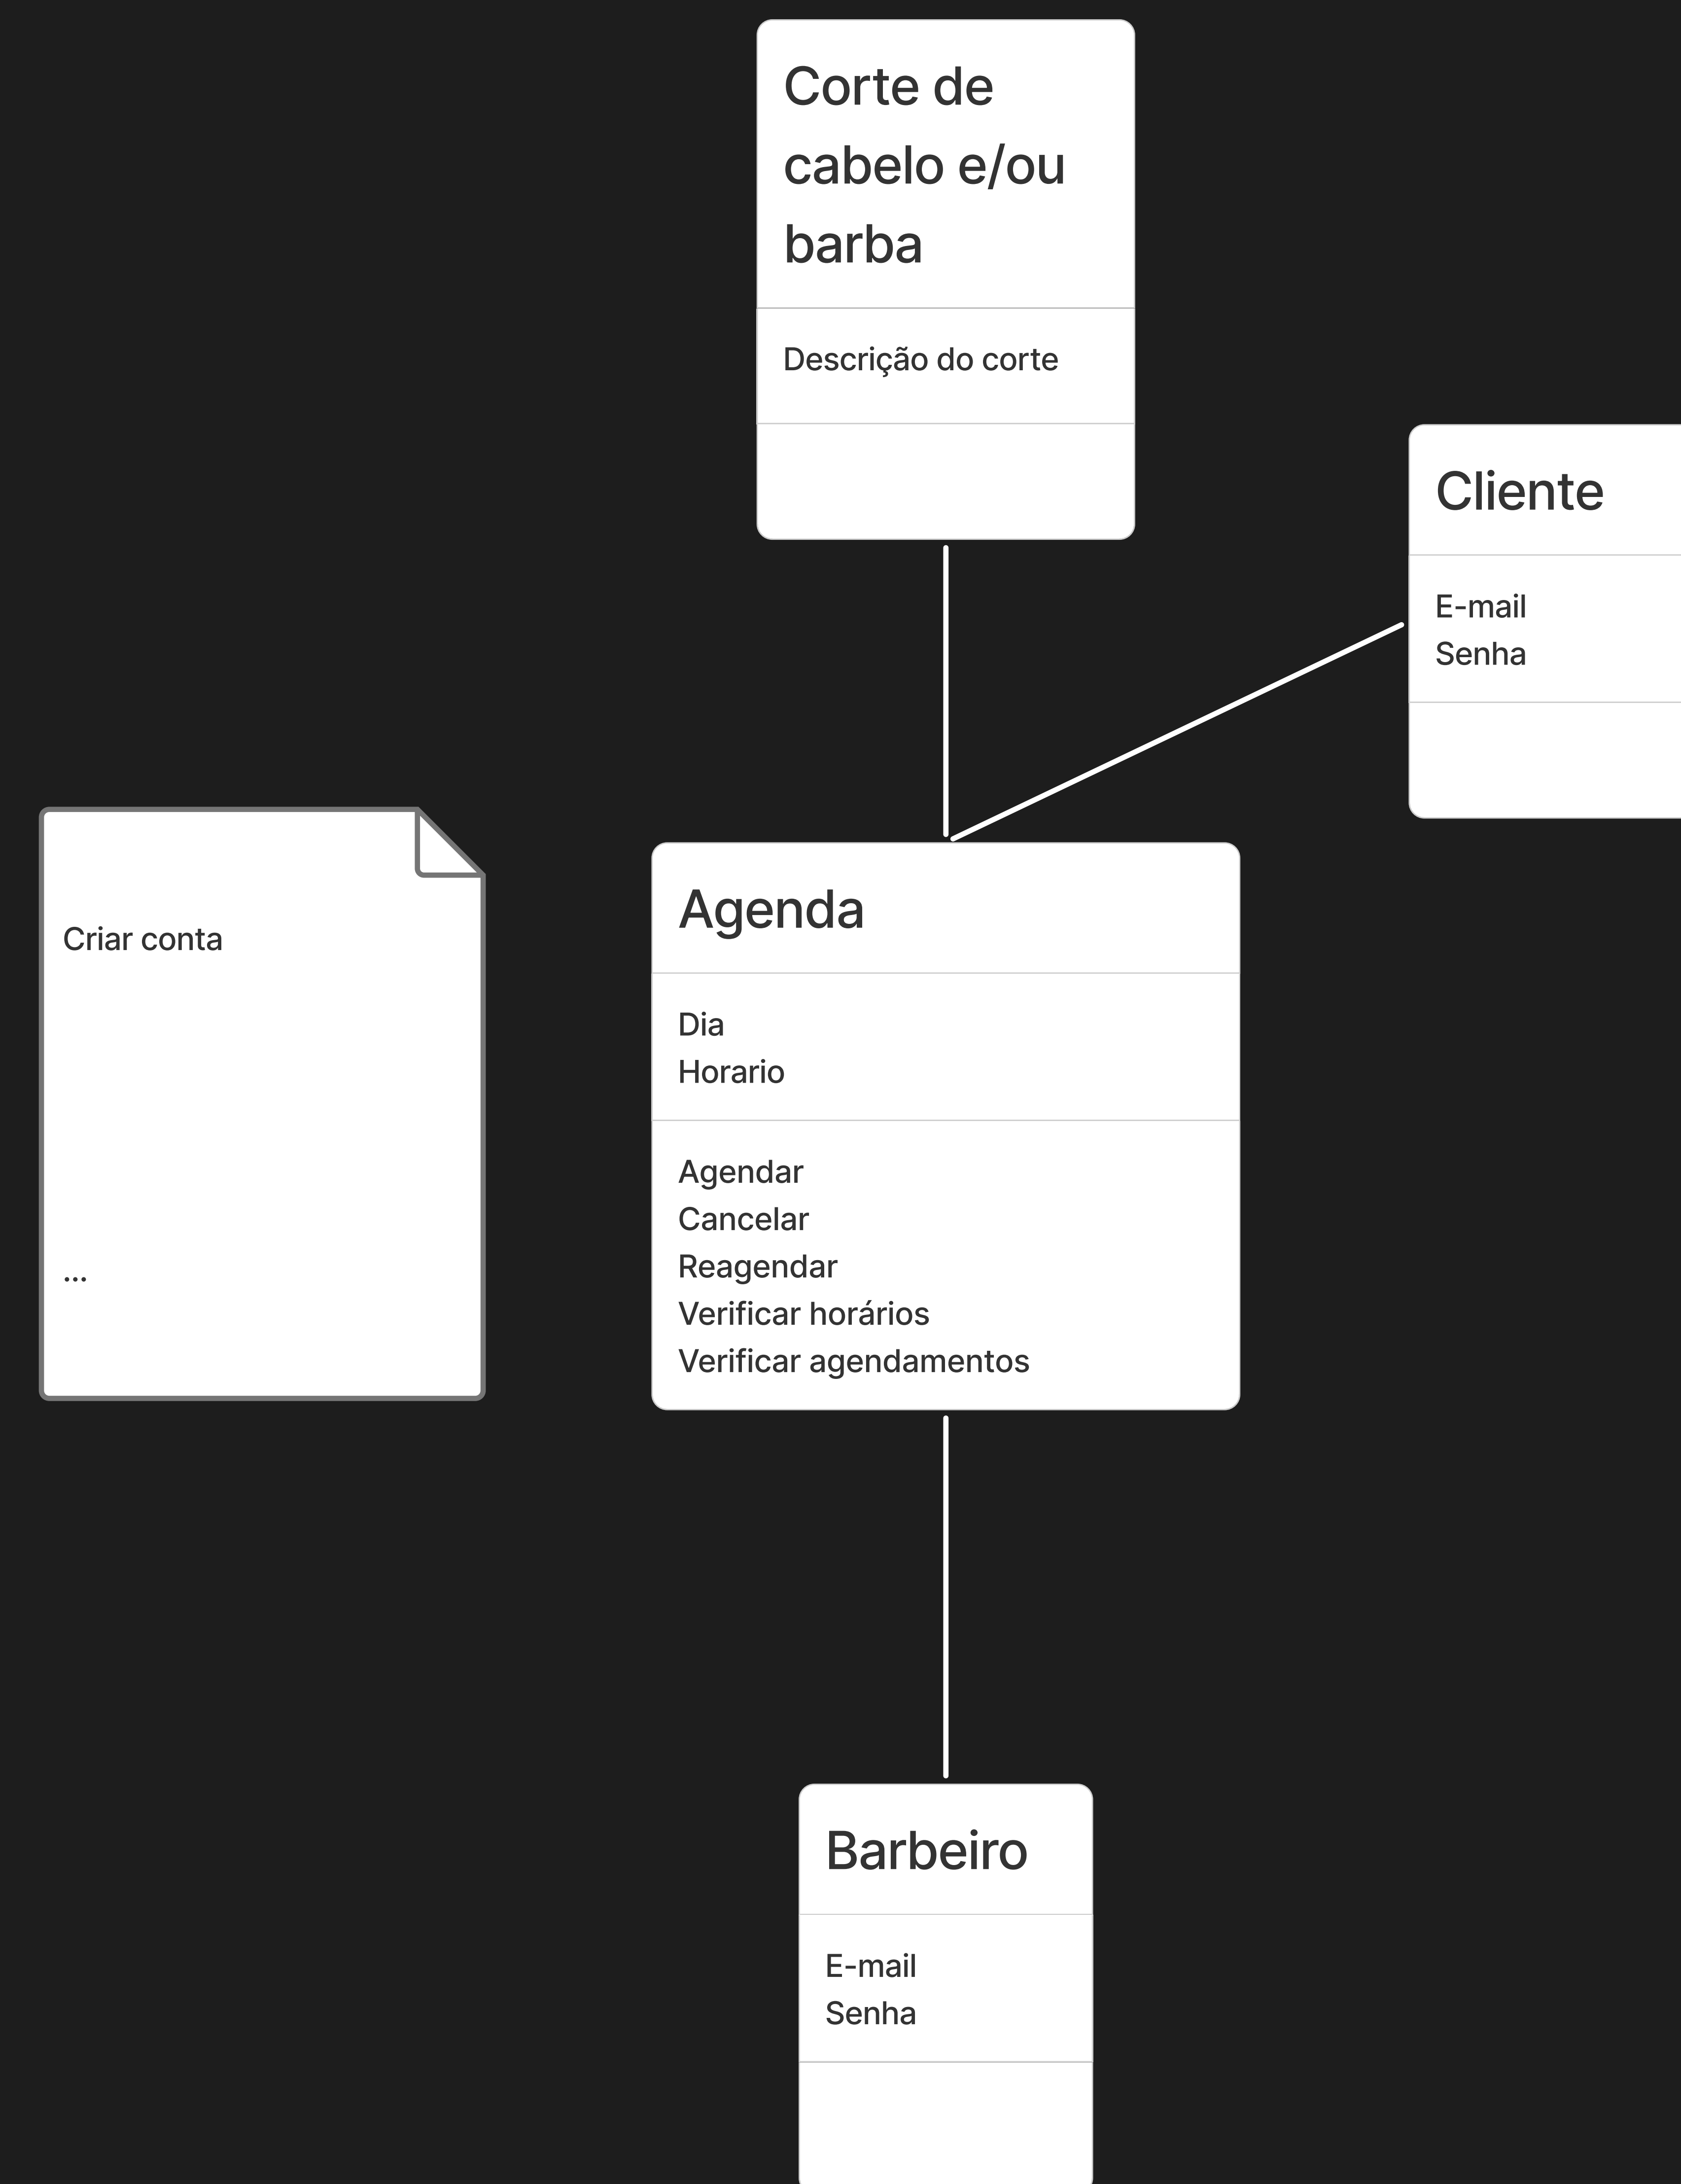 Corte de
cabelo e/ou
barba
Descrição do corte
Cliente
E-mail
Senha
Criar conta
...
Agenda
Dia
Horario
Agendar
Cancelar
Reagendar
Verificar horários
Verificar agendamentos
Barbeiro
E-mail
Senha